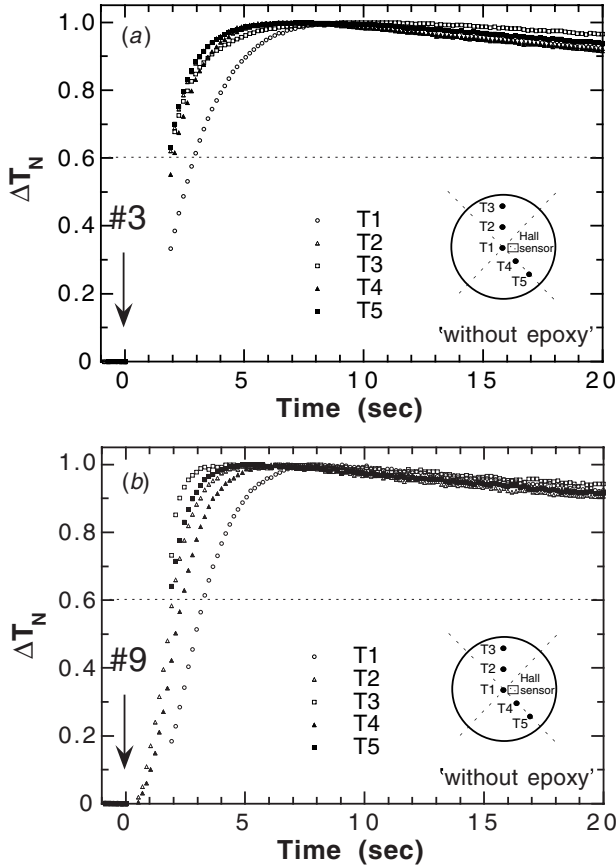 1.0
(a)
0.8
0.6
0.4
0.2
0
ΔT_N
#3
T1
T2
T3
T4
T5
T3
T2
T1
Hall
sensor
T4
T5
'without epoxy'
0
5
10
15
20
Time (sec)
1.0
(b)
0.8
0.6
0.4
0.2
0.0
ΔT_N
#9
T1
T2
T3
T4
T5
T3
T2
T1
Hall
sensor
T4
T5
'without epoxy'
0
5
10
15
20
Time (sec)